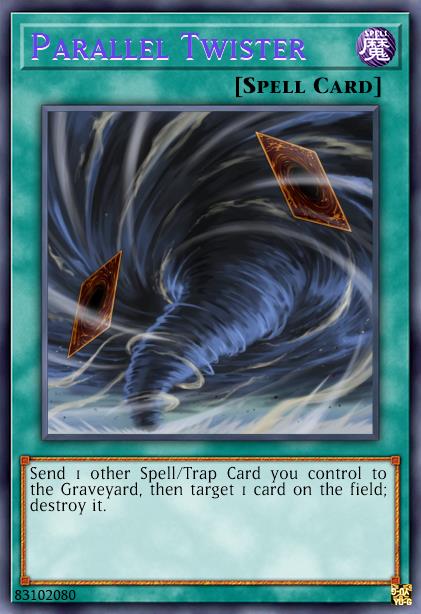 Parallel Twister
SPELL
魔
[Spell Card]
Send 1 other Spell/Trap Card you control to
the Graveyard, then target 1 card on the field;
destroy it.
83102080